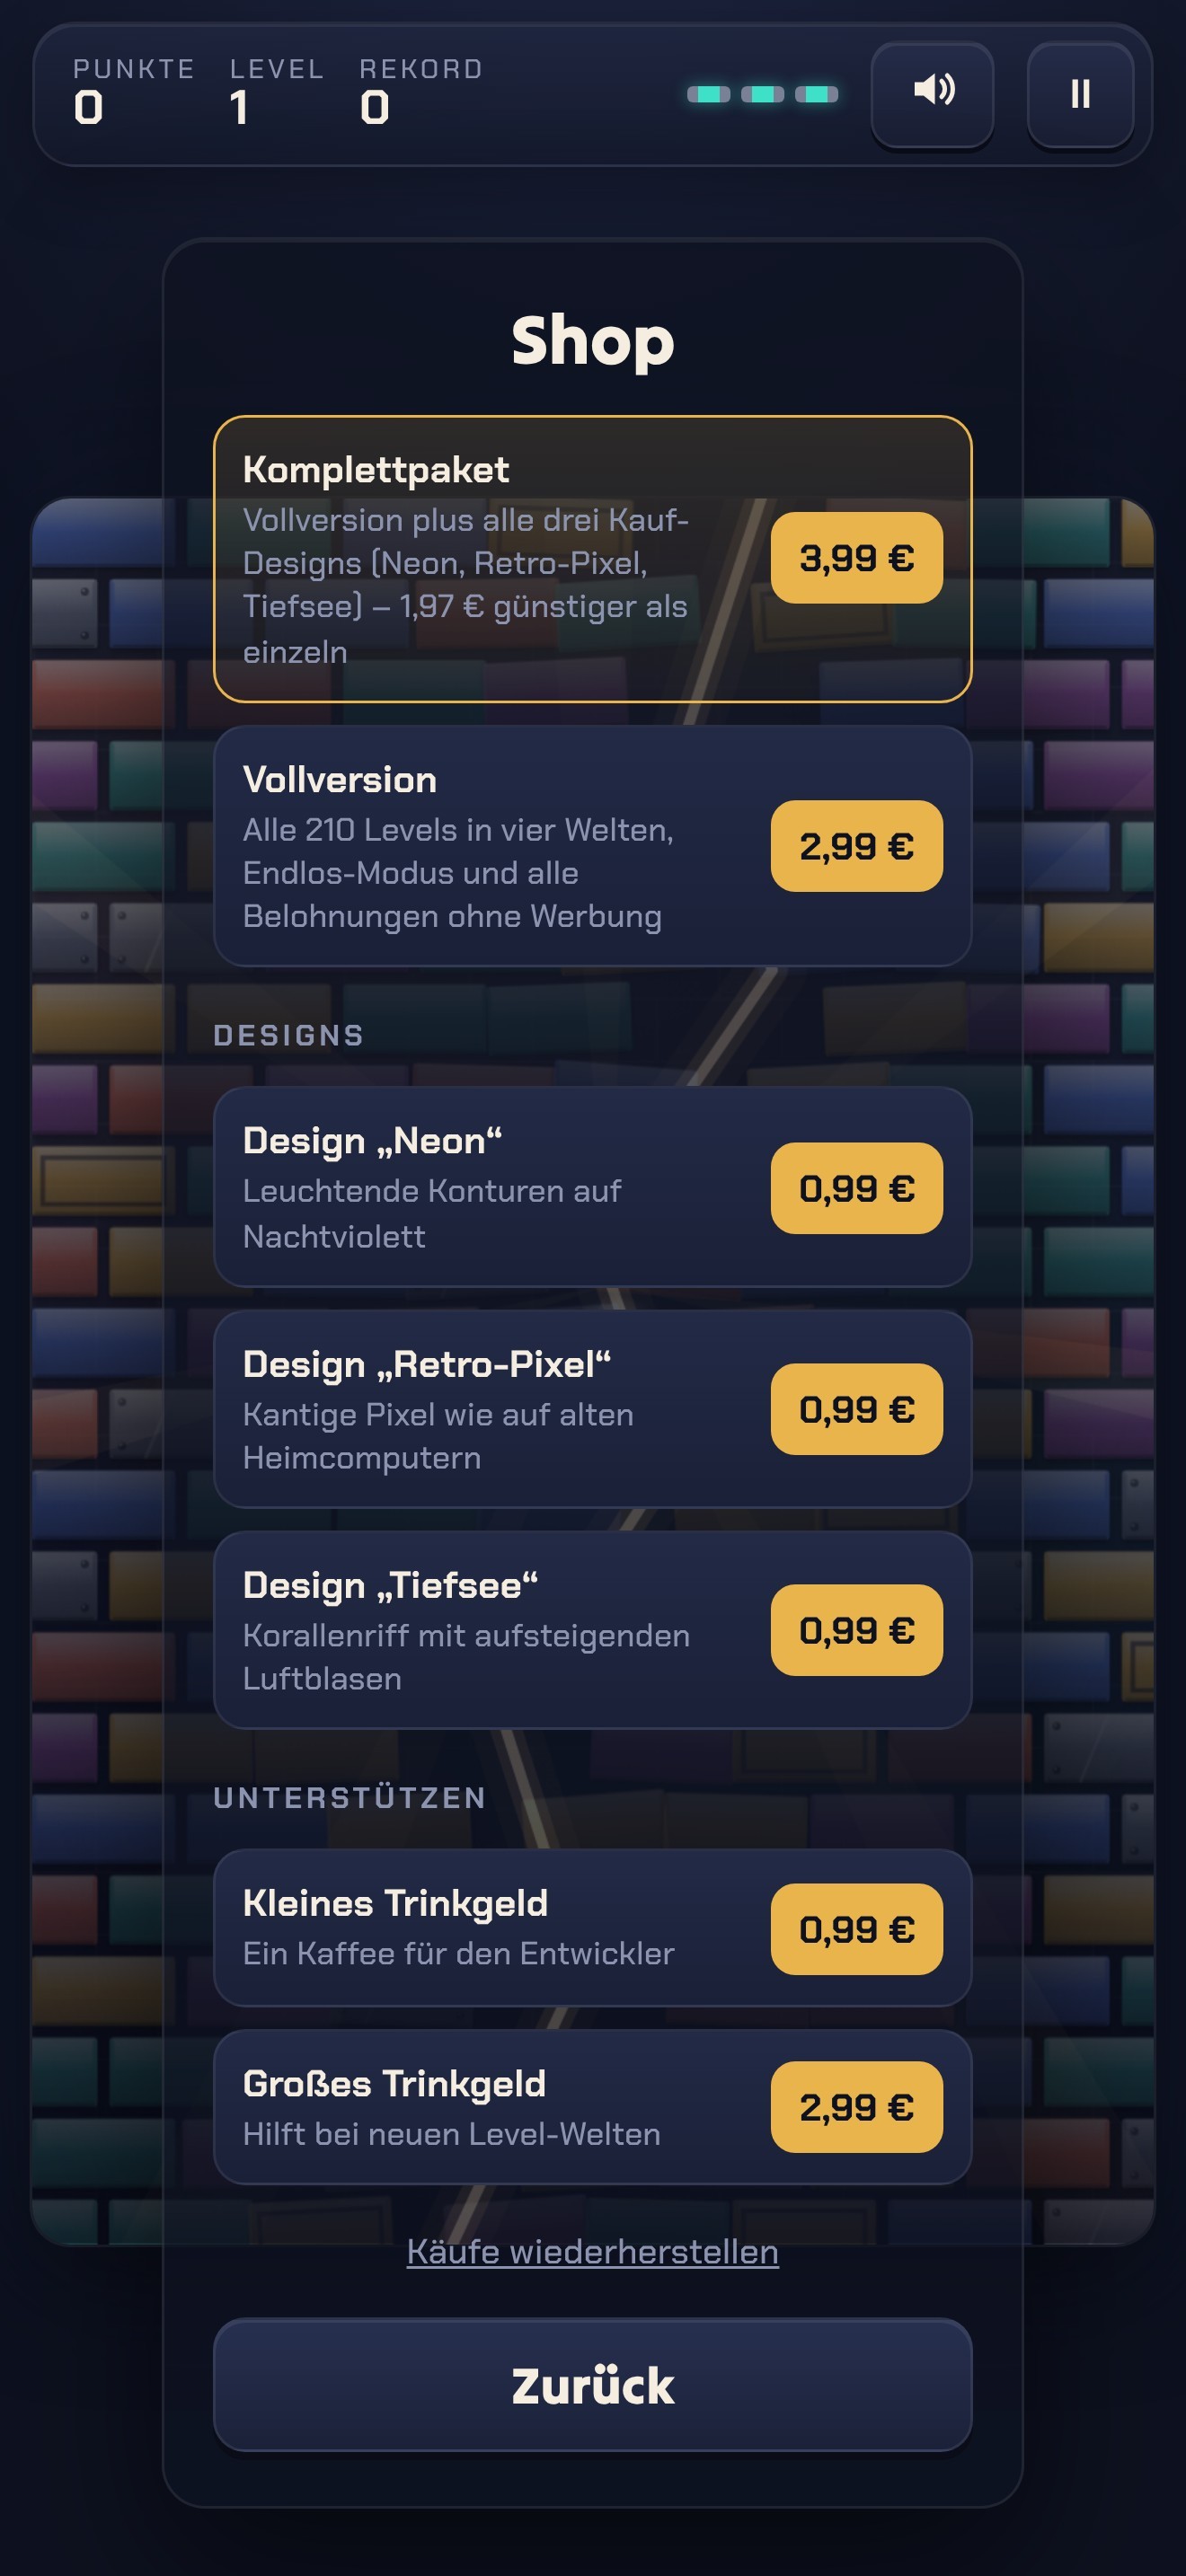 PUNKTE LEVEL REKORD
0 1 0
Shop
Komplettpaket
Vollversion plus alle drei Kauf-
Designs (Neon, Retro-Pixel,
Tiefsee) – 1,97 € günstiger als
einzeln
3,99 €
Vollversion
Alle 210 Levels in vier Welten,
Endlos-Modus und alle
Belohnungen ohne Werbung
2,99 €
DESIGNS
Design „Neon“
Leuchtende Konturen auf
Nachtviolett
0,99 €
Design „Retro-Pixel“
Kantige Pixel wie auf alten
Heimcomputern
0,99 €
Design „Tiefsee“
Korallenriff mit aufsteigenden
Luftblasen
0,99 €
UNTERSTÜTZEN
Kleines Trinkgeld
Ein Kaffee für den Entwickler
0,99 €
Großes Trinkgeld
Hilft bei neuen Level-Welten
2,99 €
Käufe wiederherstellen
Zurück